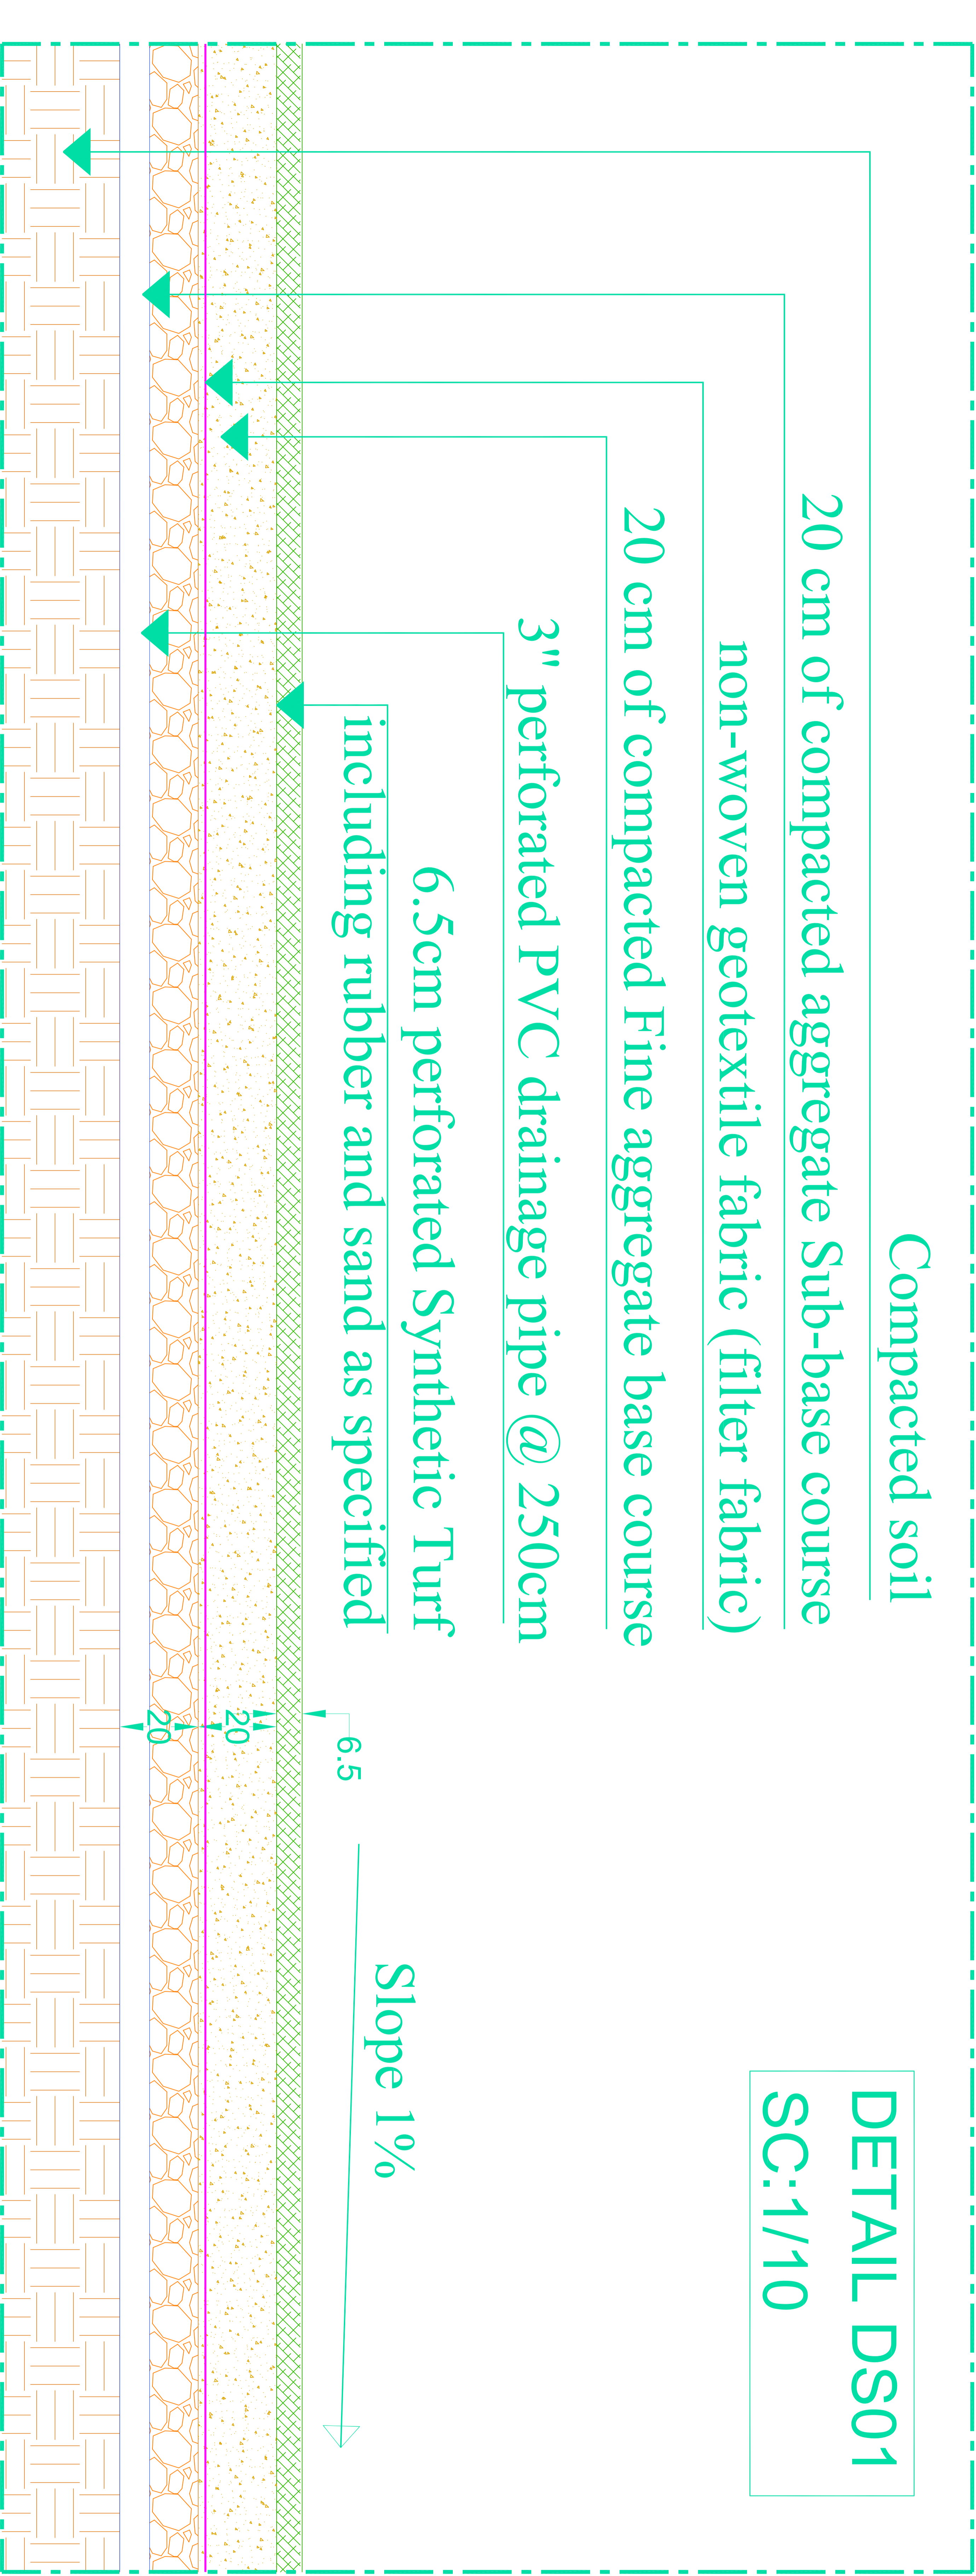 DETAIL DS01
SC:1/10
Compacted soil
20 cm of compacted aggregate Sub-base course
non-woven geotextile fabric (filter fabric)
20 cm of compacted Fine aggregate base course
3" perforated PVC drainage pipe @ 250cm
6.5cm perforated Synthetic Turf
including rubber and sand as specified
Slope 1%
6.5
20
20